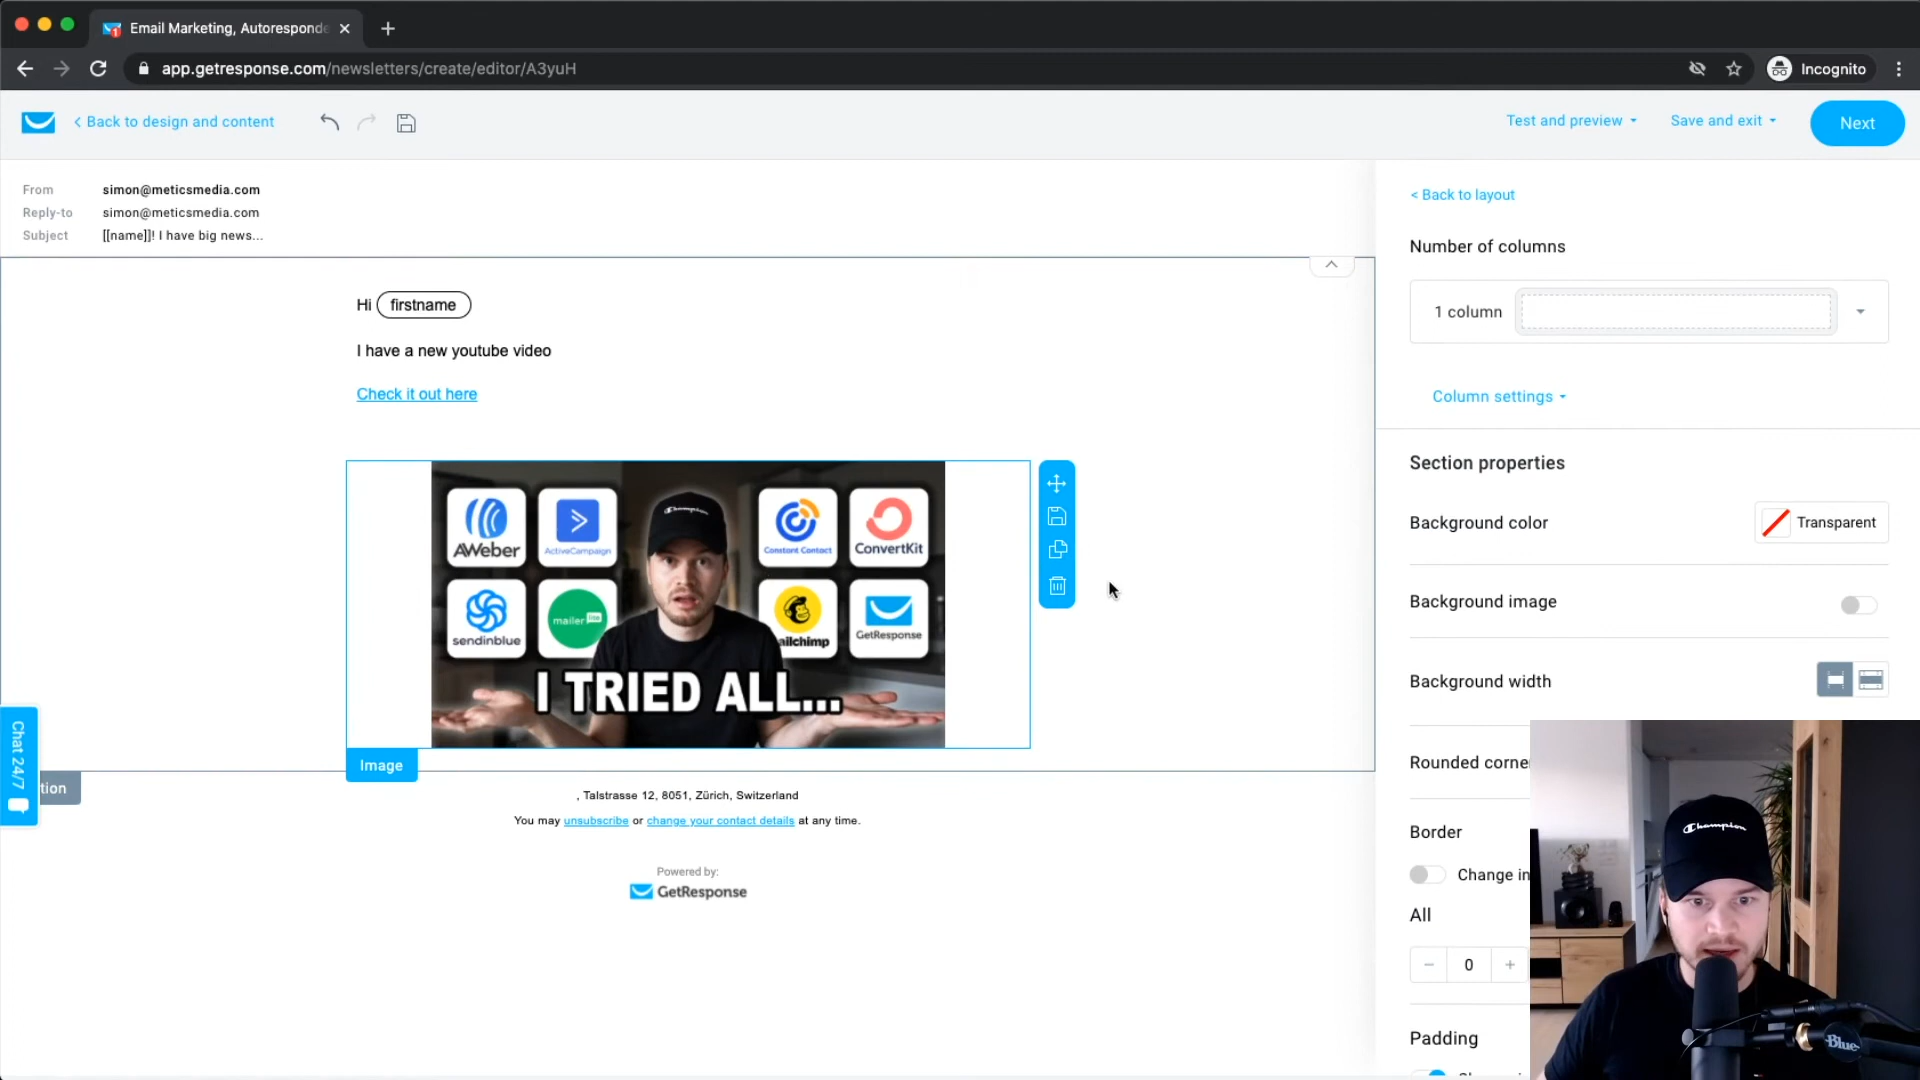 Email Marketing, Autoresponde
app.getresponse.com/newsletters/create/editor/A3yuH
Incognito
< Back to design and content
Test and preview
Save and exit
Next
From simon@meticsmedia.com
Reply-to simon@meticsmedia.com
Subject [[name]]! I have big news...
< Back to layout
Number of columns
1 column
Column settings
Hi firstname
I have a new youtube video
Check it out here
AWeber
ActiveCampaign
Champion
Constant Contact
ConvertKit
sendinblue
mailer lite
ailchimp
GetResponse
I TRIED ALL...
Image
Section properties
Background color
Transparent
Background image
Background width
Rounded corne
Border
Change in
All
0
Padding
Chat 24/7
tion
, Talstrasse 12, 8051, Zürich, Switzerland
You may unsubscribe or change your contact details at any time.
Powered by:
GetResponse
Champion
Blue